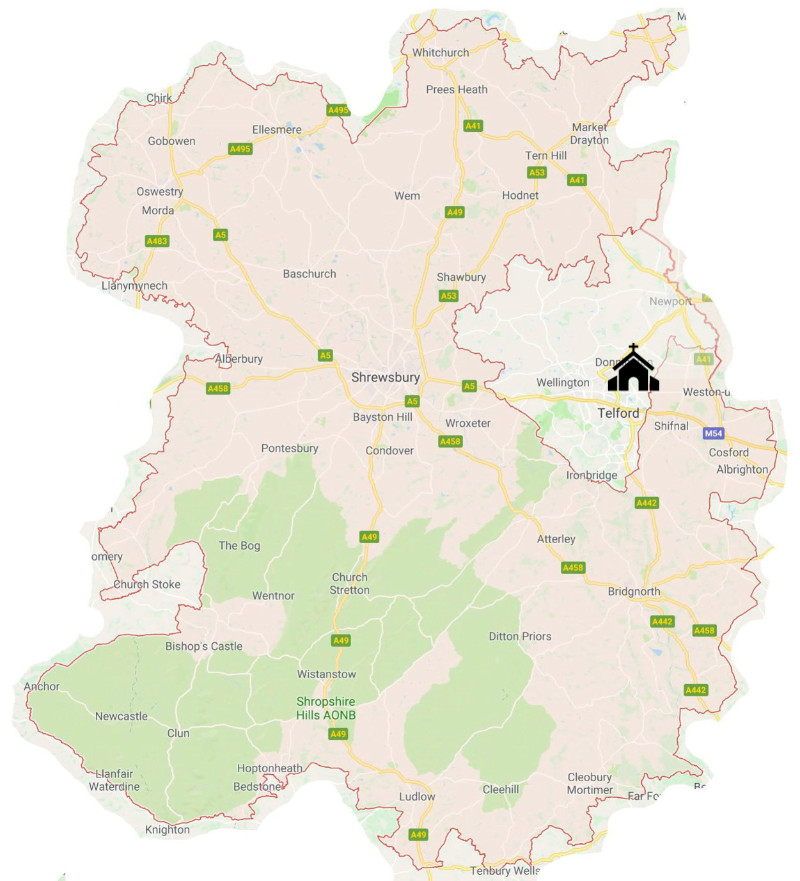 M
Whitchurch
Prees Heath
Chirk
A495
Ellesmere
A41
Market
Drayton
Gobowen
A495
Tern Hill
A53
A41
Oswestry
Wem
Hodnet
Morda
A49
A483
A5
Baschurch
Shawbury
Llanymynech
A53
Newport
Alberbury
A5
A41
Shrewsbury
Wellington
A458
A5
Weston-u
A5
Telford
Bayston Hill
Wroxeter
Shifnal
M54
A458
Pontesbury
Condover
Cosford
Albrighton
Ironbridge
A442
A49
Atterley
The Bog
omery
A458
Church
Stretton
Church Stoke
Wentnor
Bridgnorth
A442
A458
Ditton Priors
A49
Bishop's Castle
Wistanstow
Anchor
A442
Shropshire
Hills AONB
Newcastle
Clun
A49
Hoptonheath
Llanfair
Waterdine
Bedstone
Cleobury
Mortimer
Cleehill
Ludlow
Far Fo
Knighton
A49
Tenbury Wells